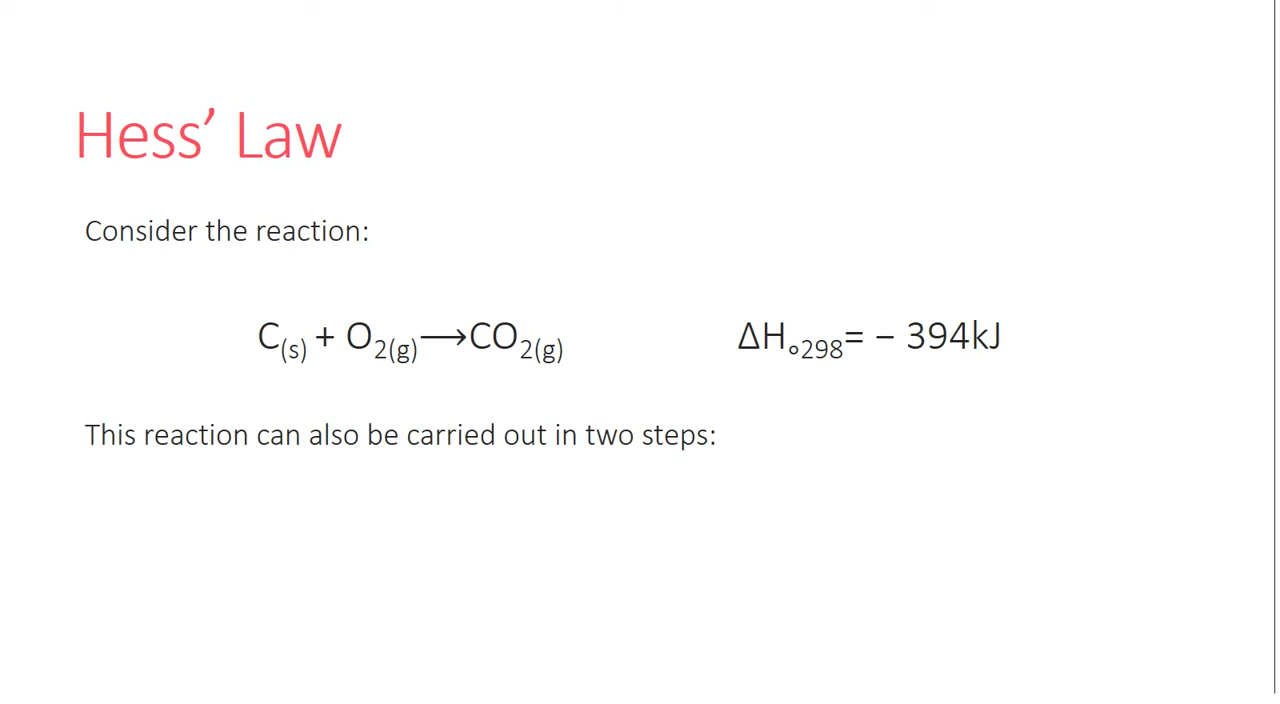 Hess’ Law
Consider the reaction:
C(s) + O2(g)⟶CO2(g) ΔH∘298= − 394kJ
This reaction can also be carried out in two steps: